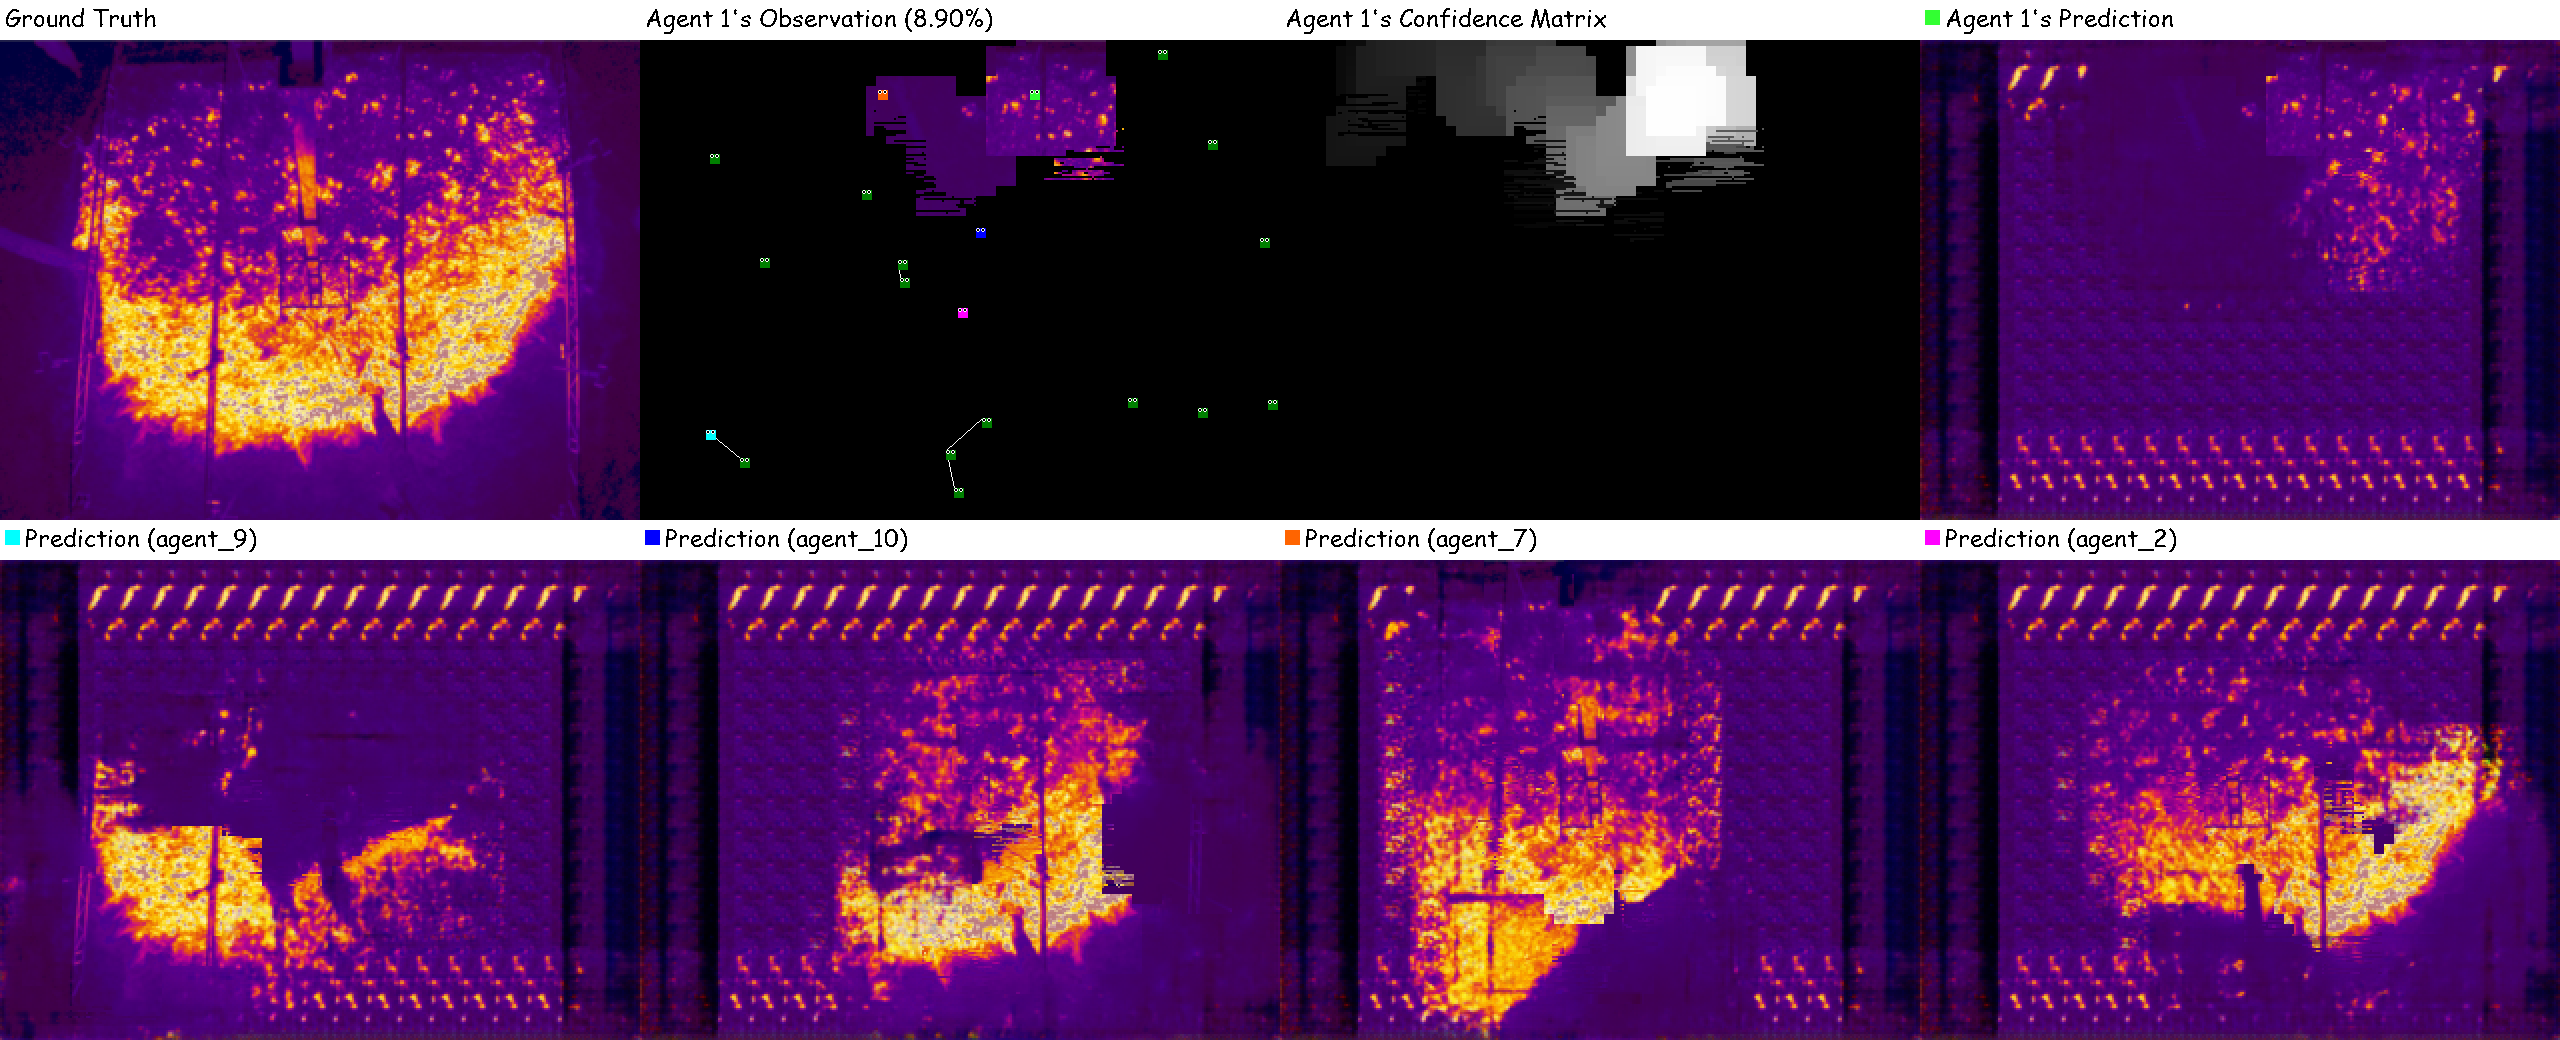 Ground Truth
Agent 1's Observation (8.90%)
Agent 1's Confidence Matrix
Agent 1's Prediction
Prediction (agent_9)
Prediction (agent_10)
Prediction (agent_7)
Prediction (agent_2)